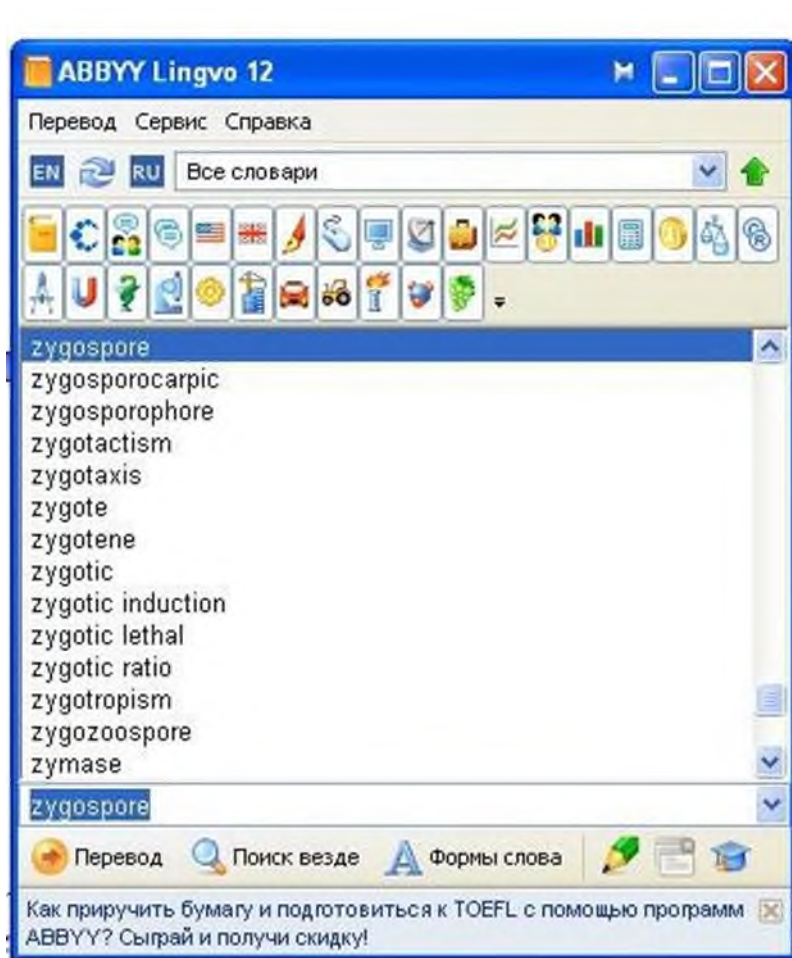 ABBYY Lingvo 12
Перевод Сервис Справка
EN RU Все словари
zygospore
zygosporocarpic
zygosporophore
zygotactism
zygotaxis
zygote
zygotene
zygotic
zygotic induction
zygotic lethal
zygotic ratio
zygotropism
zygozoospore
zymase
zygospore
Перевод Поиск везде Формы слова
Как приручить бумагу и подготовиться к TOEFL с помощью программ
ABBYY? Сыграй и получи скидку!